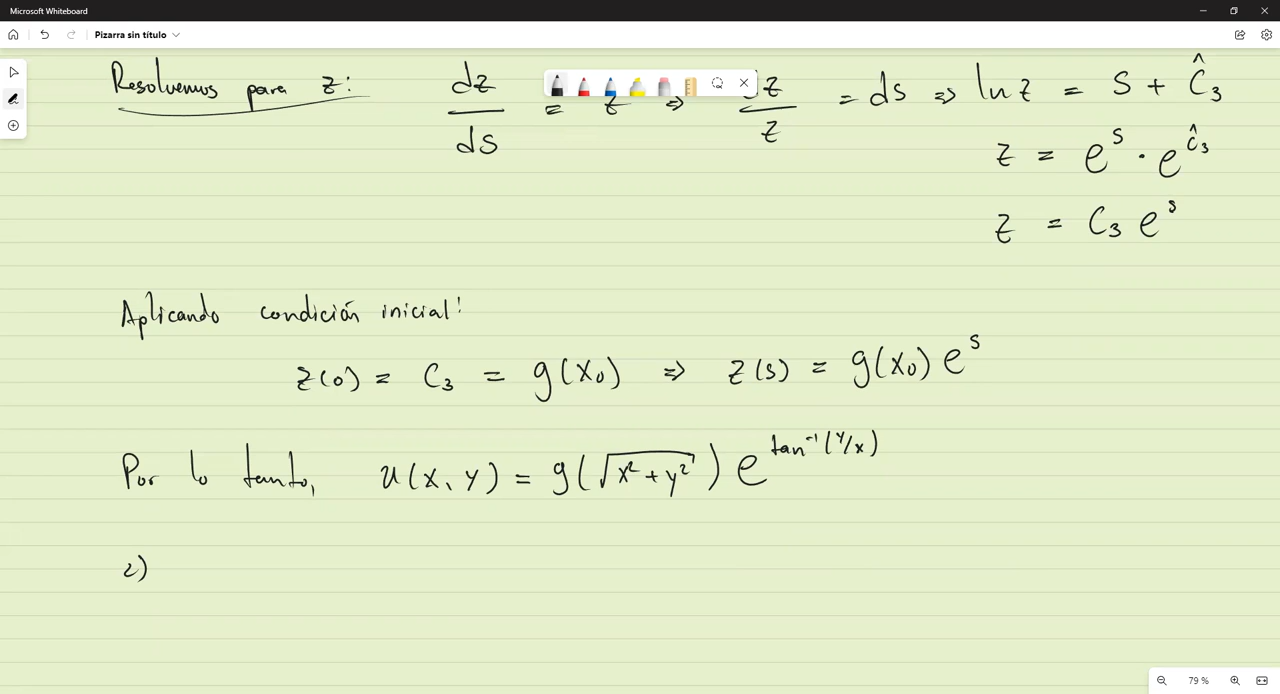 Microsoft Whiteboard
Pizarra sin título
Resolvemos para z: dz/ds = z ⇒ dz/z = ds ⇒ ln z = s + Ĉ₃
z = e^s · e^Ĉ₃
z = C₃ e^s
Aplicando condición inicial:
z(0) = C₃ = g(x₀) ⇒ z(s) = g(x₀) e^s
Por lo tanto, u(x,y) = g(√(x²+y²)) e^(tan⁻¹(y/x))
2)
79 %